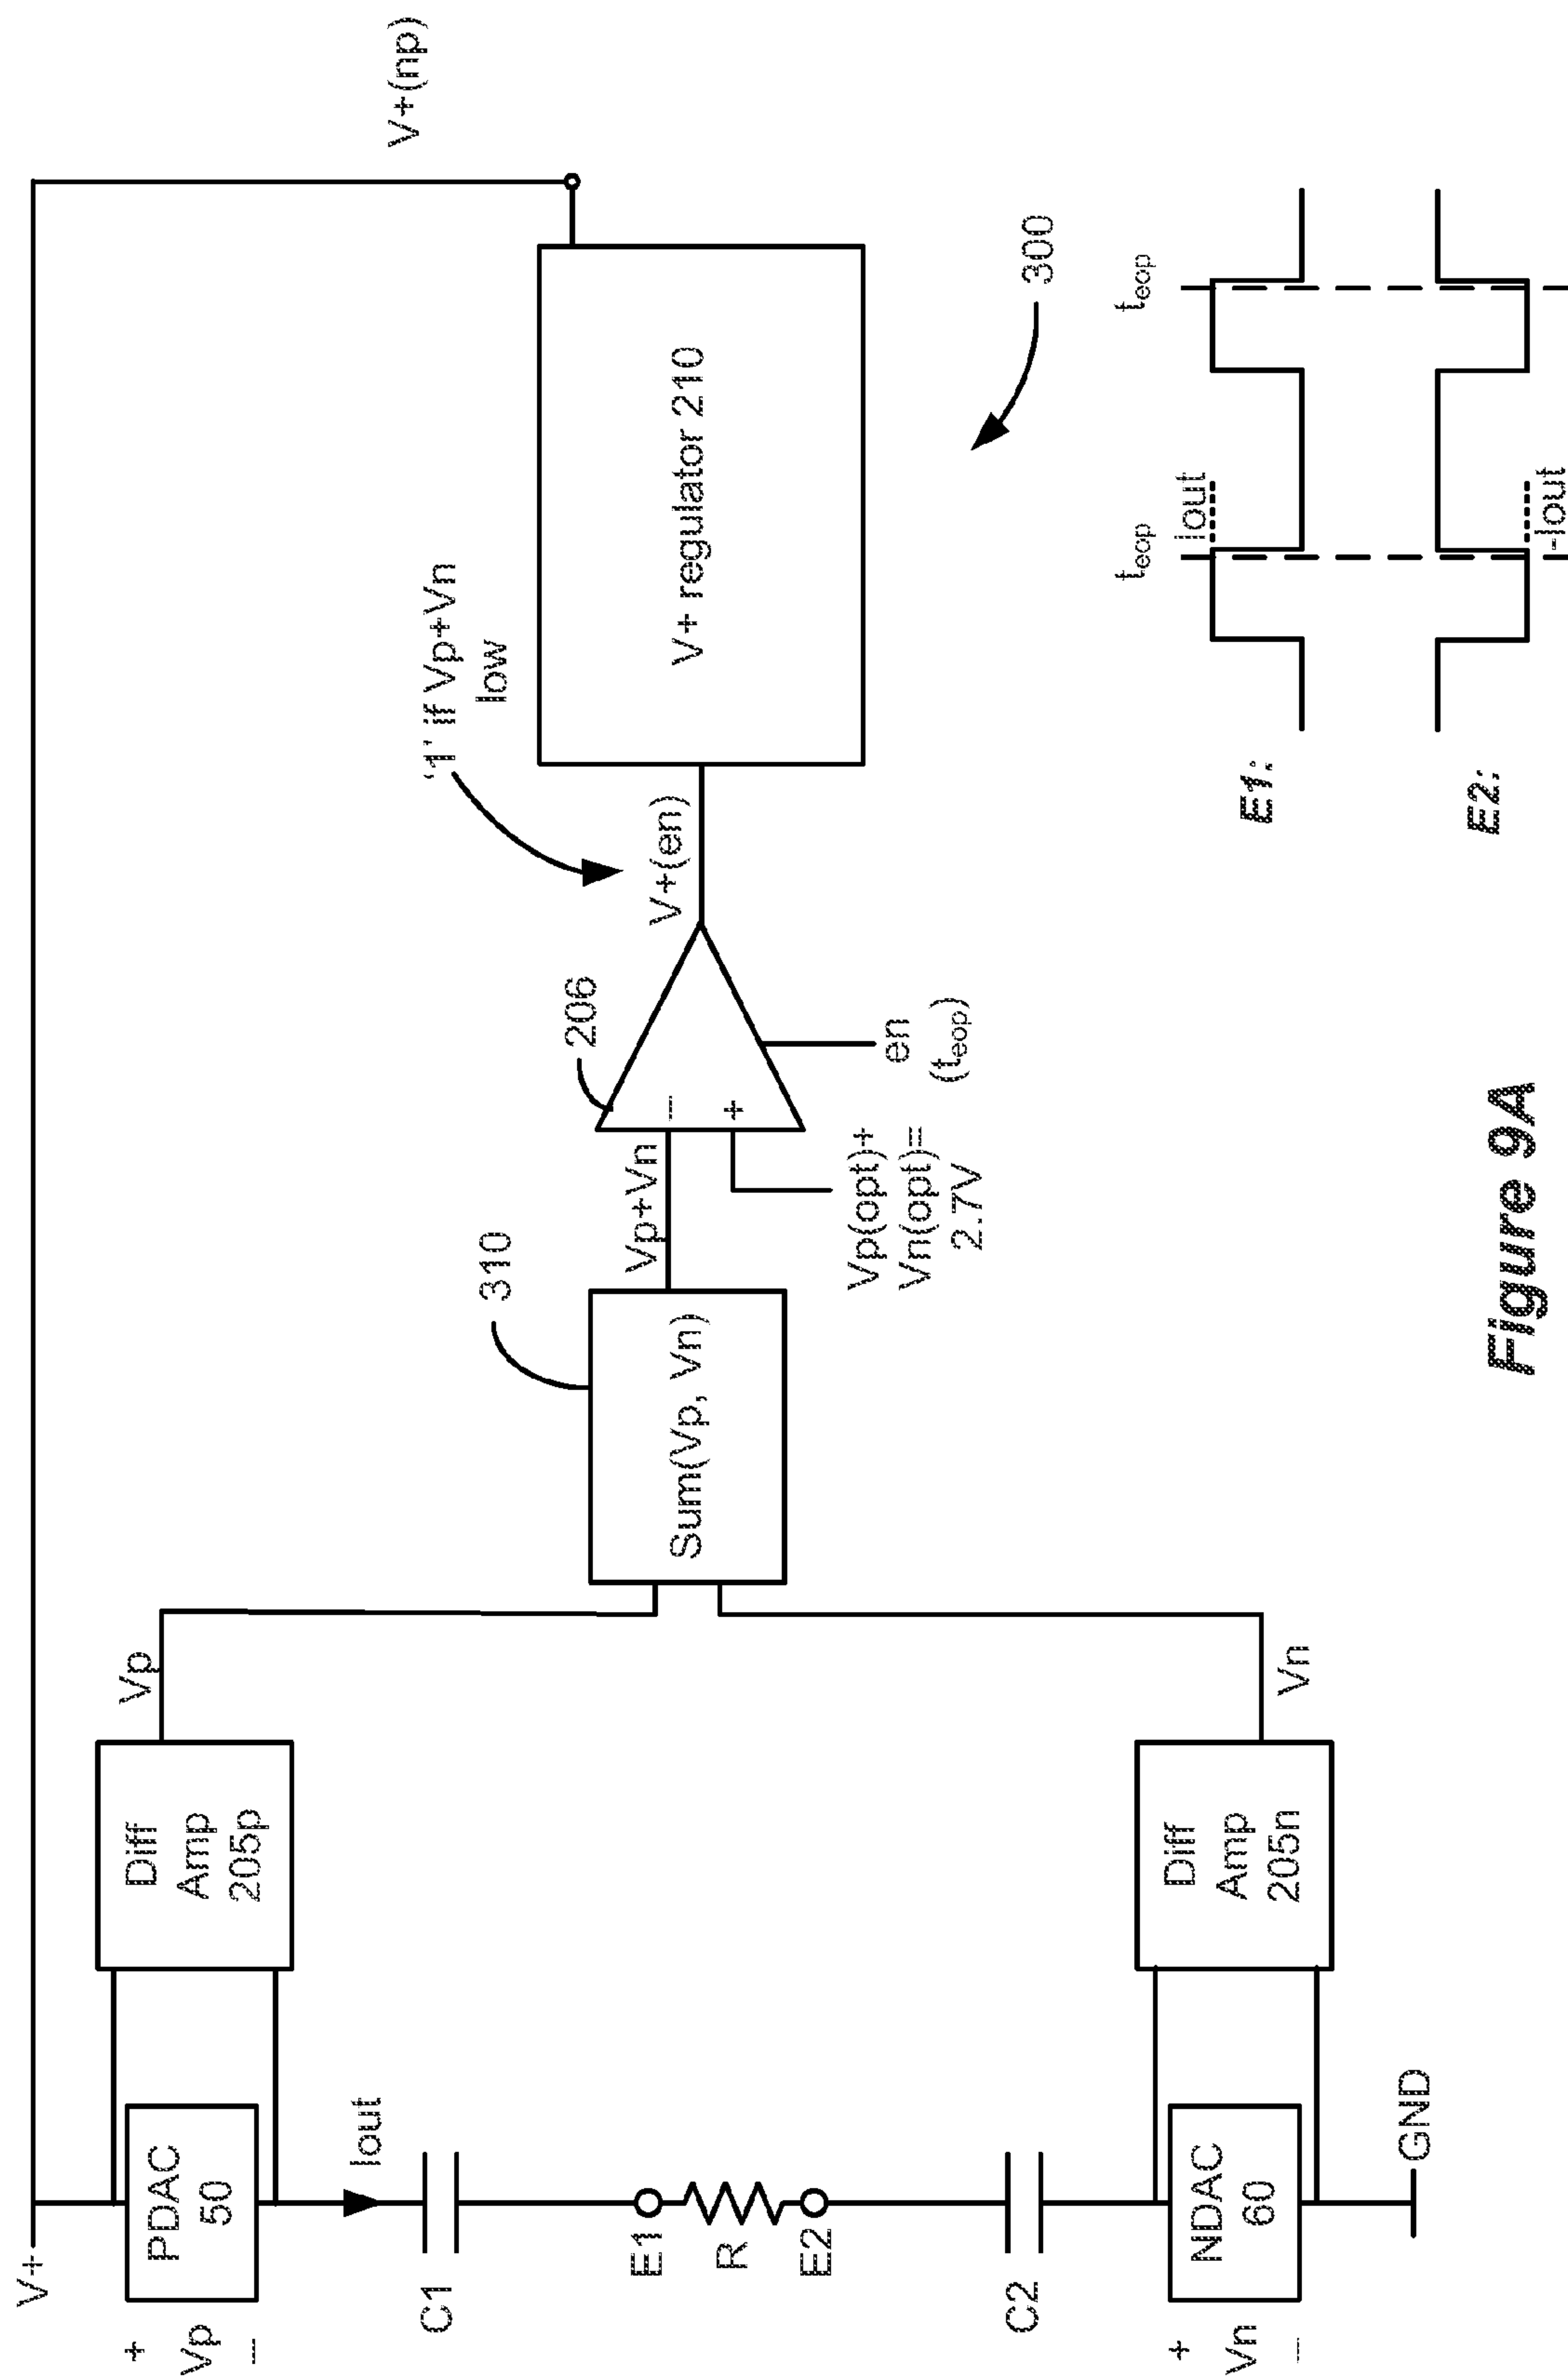 V+
+
Vp
–
PDAC
50
Diff
Amp
205p
Vp
Iout
C1
E1
R
E2
C2
+
Vn
–
NDAC
60
GND
Diff
Amp
205n
Vn
310
Sum(Vp, Vn)
Vp+Vn
206
–
+
Vp(opt)+
Vn(opt)=
2.7V
en
(teop)
V+(en)
'1' if Vp+Vn
low
V+ regulator 210
V+(np)
300
teop
teop
Iout
E1:
E2:
-Iout
Figure 9A